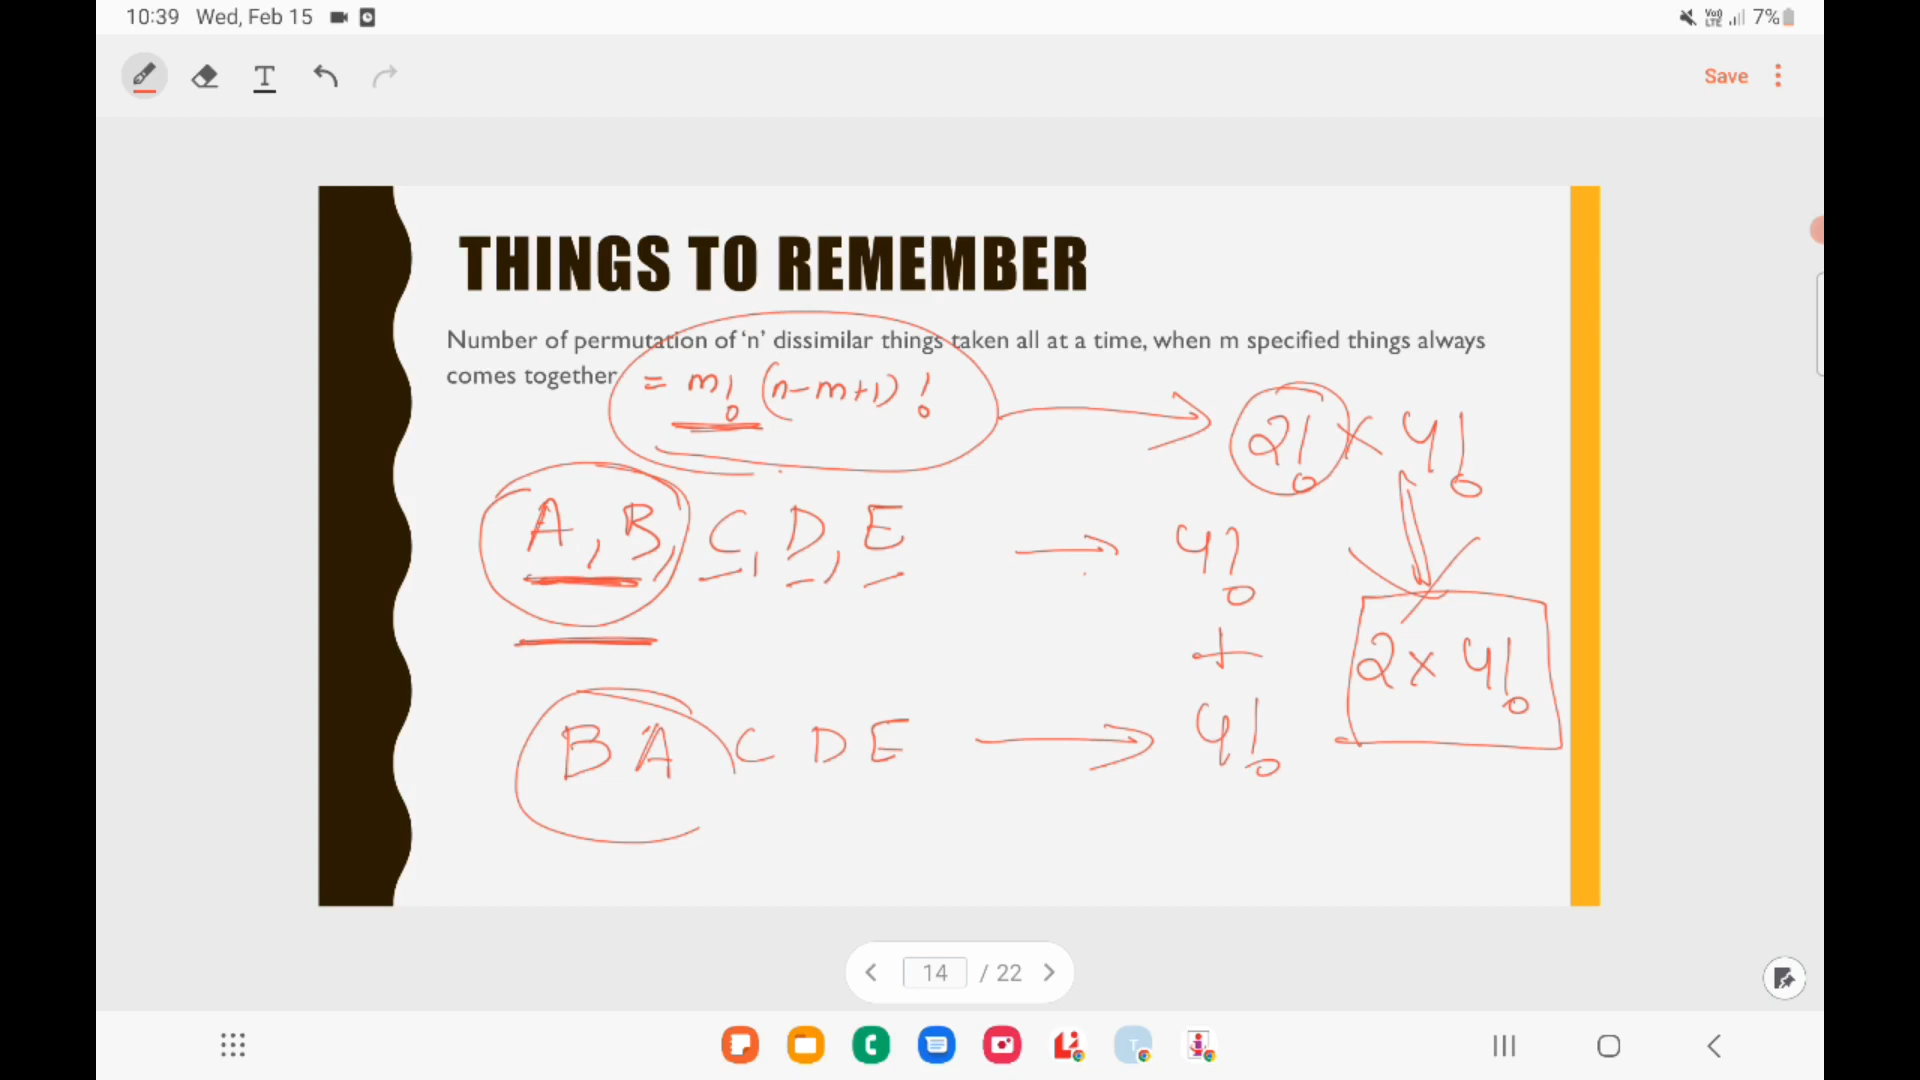 10:39 Wed, Feb 15 7%
Save
THINGS TO REMEMBER
Number of permutation of ‘n’ dissimilar things taken all at a time, when m specified things always
comes together
= m! (n-m+1)!
2! × 4!
A, B, C, D, E → 4!
+
2 × 4!
B A C D E → 4!
14 / 22